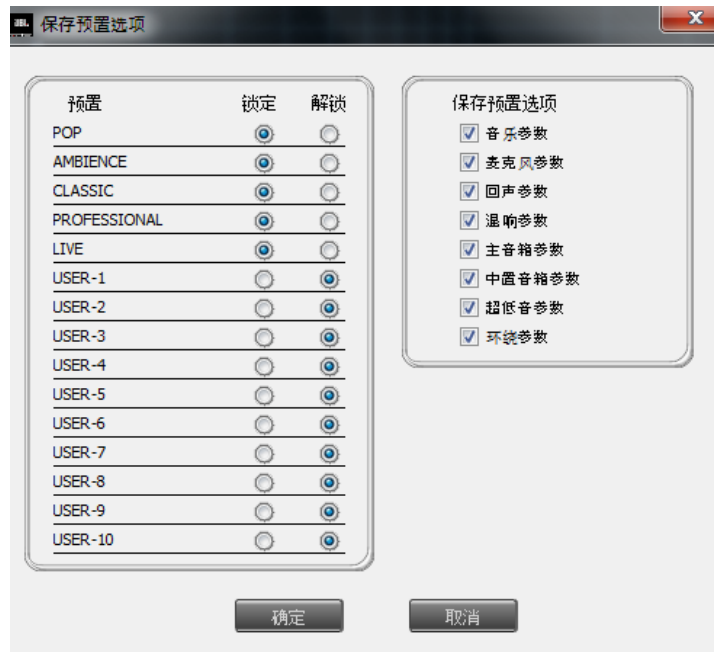 JBL 保存预置选项
预置 锁定 解锁
POP
AMBIENCE
CLASSIC
PROFESSIONAL
LIVE
USER-1
USER-2
USER-3
USER-4
USER-5
USER-6
USER-7
USER-8
USER-9
USER-10
保存预置选项
音乐参数
麦克风参数
回声参数
混响参数
主音箱参数
中置音箱参数
超低音参数
环绕参数
确定 取消